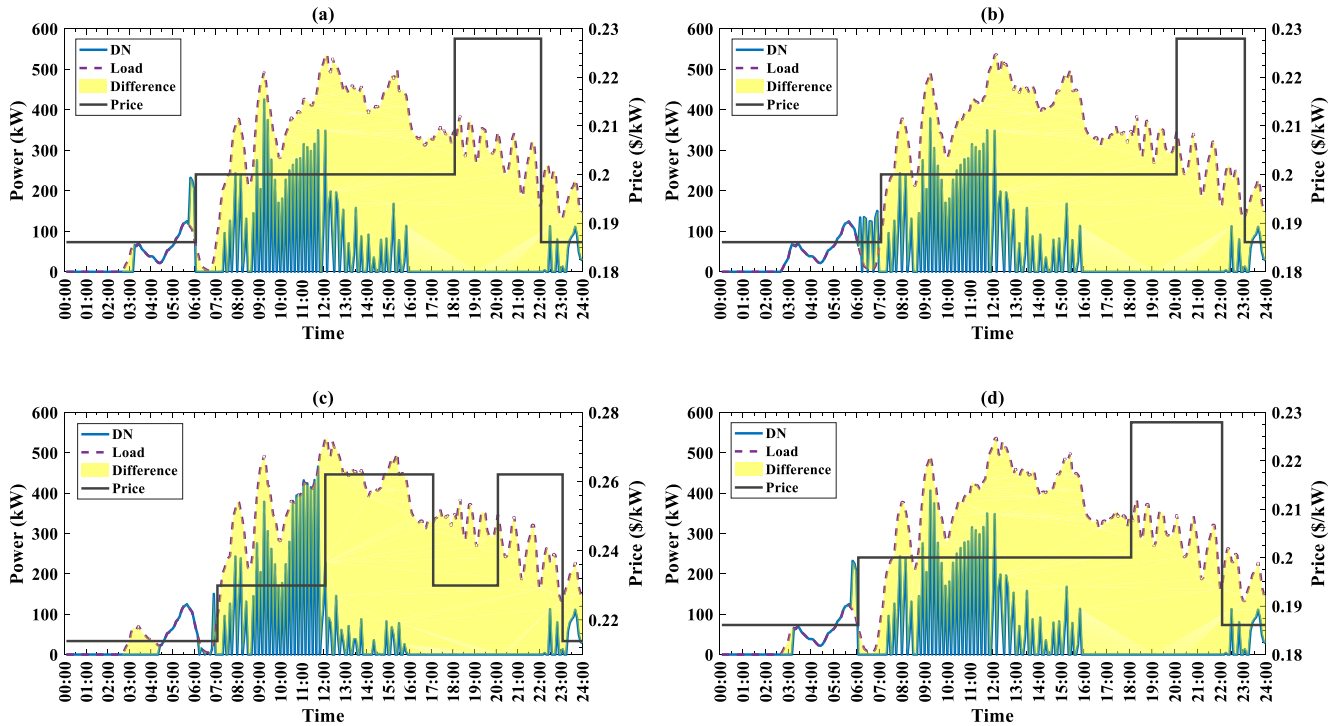 (a)
600
500
400
300
200
100
0
Power (kW)
DN
Load
Difference
Price
0.23
0.22
0.21
0.20
0.19
0.18
Price ($/kW)
00:00 01:00 02:00 03:00 04:00 05:00 06:00 07:00 08:00 09:00 10:00 11:00 12:00 13:00 14:00 15:00 16:00 17:00 18:00 19:00 20:00 21:00 22:00 23:00 24:00
Time
(b)
600
500
400
300
200
100
0
Power (kW)
DN
Load
Difference
Price
0.23
0.22
0.21
0.20
0.19
0.18
Price ($/kW)
00:00 01:00 02:00 03:00 04:00 05:00 06:00 07:00 08:00 09:00 10:00 11:00 12:00 13:00 14:00 15:00 16:00 17:00 18:00 19:00 20:00 21:00 22:00 23:00 24:00
Time
(c)
600
500
400
300
200
100
0
Power (kW)
DN
Load
Difference
Price
0.28
0.26
0.24
0.22
Price ($/kW)
00:00 01:00 02:00 03:00 04:00 05:00 06:00 07:00 08:00 09:00 10:00 11:00 12:00 13:00 14:00 15:00 16:00 17:00 18:00 19:00 20:00 21:00 22:00 23:00 24:00
Time
(d)
600
500
400
300
200
100
0
Power (kW)
DN
Load
Difference
Price
0.23
0.22
0.21
0.20
0.19
0.18
Price ($/kW)
00:00 01:00 02:00 03:00 04:00 05:00 06:00 07:00 08:00 09:00 10:00 11:00 12:00 13:00 14:00 15:00 16:00 17:00 18:00 19:00 20:00 21:00 22:00 23:00 24:00
Time